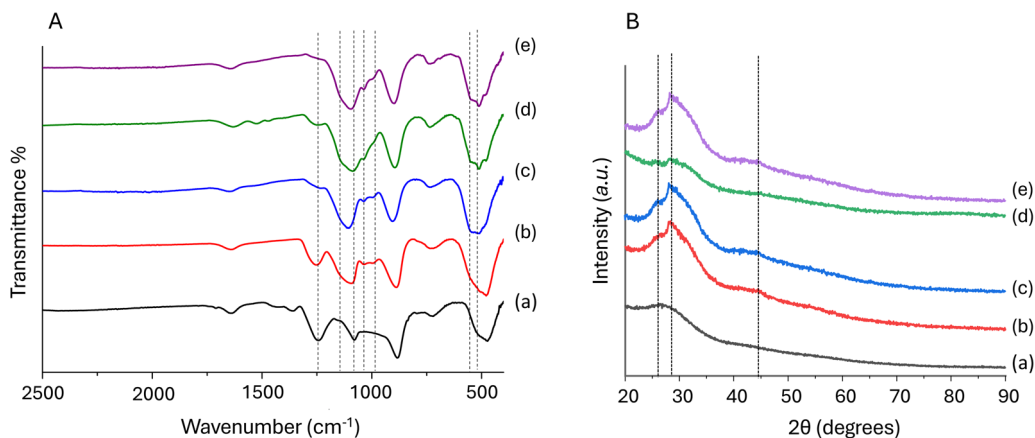 A
B
Transmittance %
(e)
(d)
(c)
(b)
(a)
2500 2000 1500 1000 500
Wavenumber (cm⁻¹)
Intensity (a.u.)
(e)
(d)
(c)
(b)
(a)
20 30 40 50 60 70 80 90
2θ (degrees)